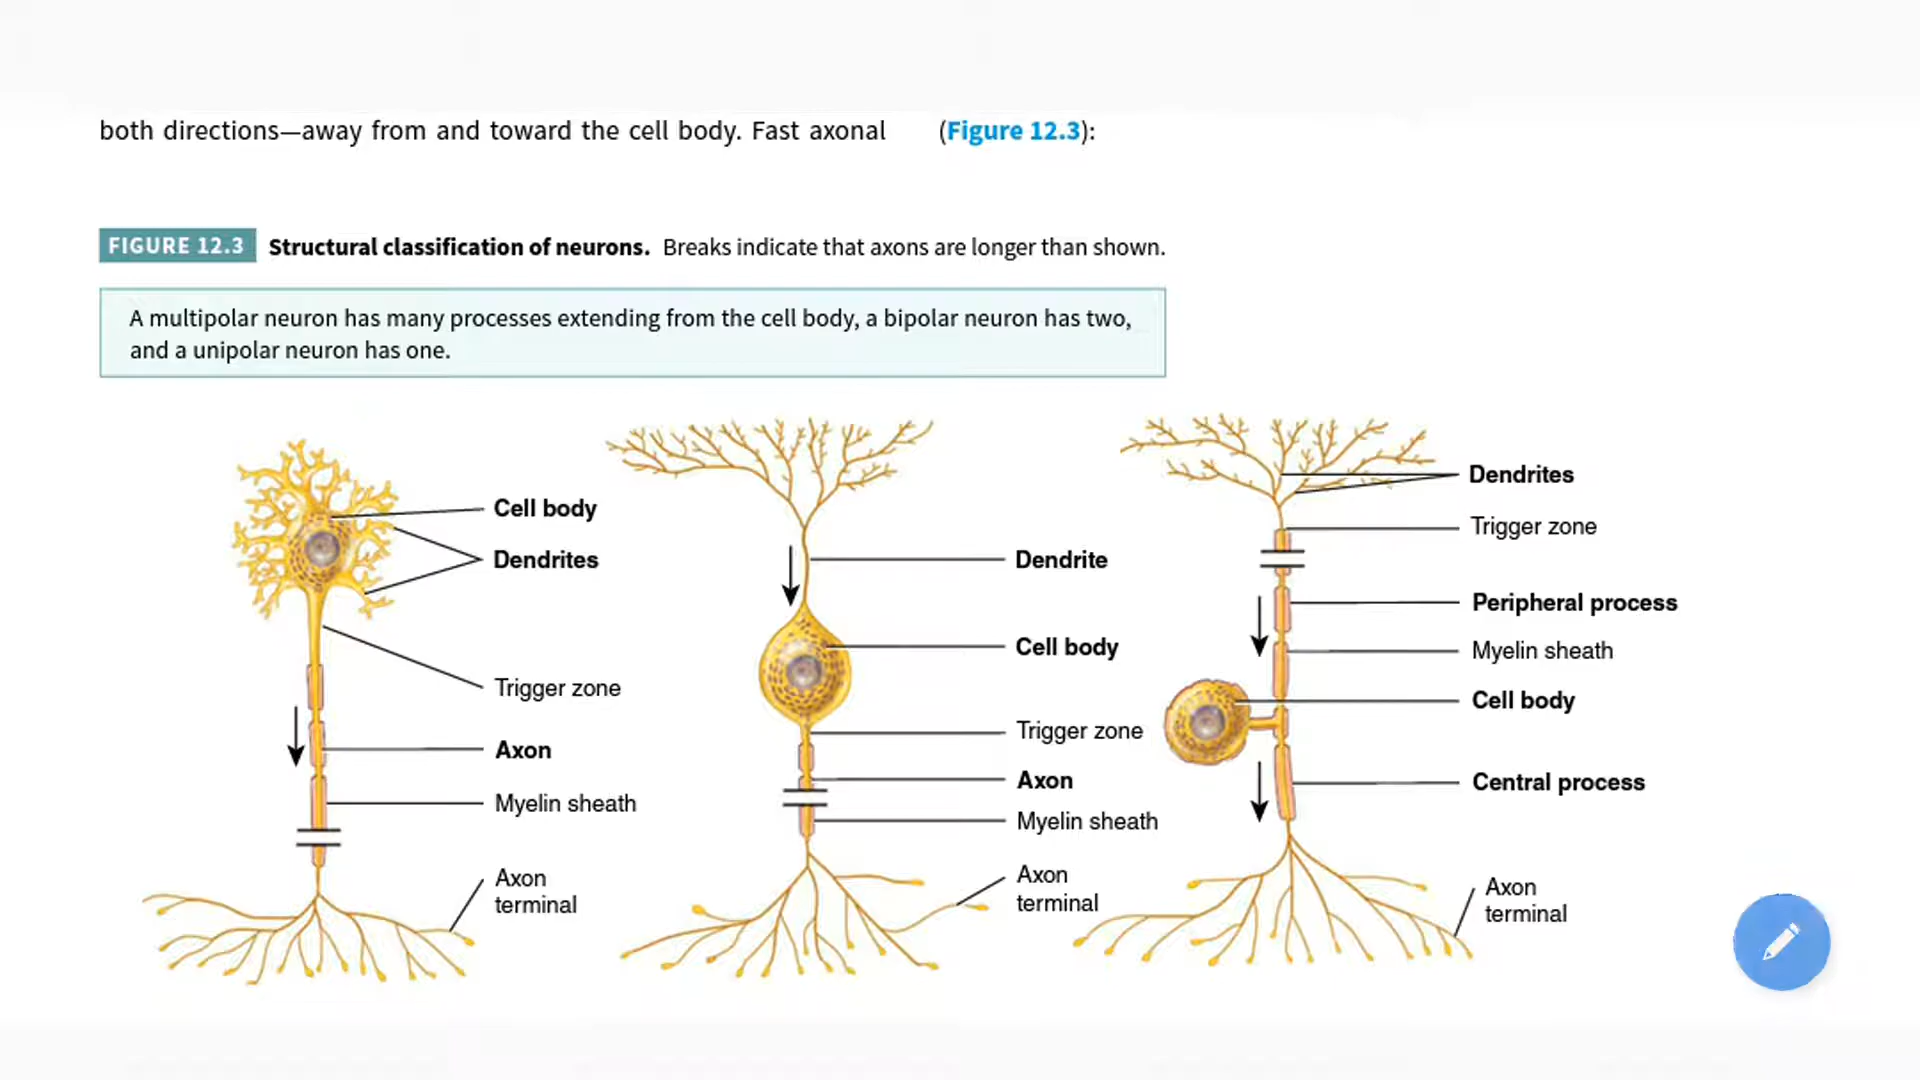 both directions—away from and toward the cell body. Fast axonal
(Figure 12.3):
FIGURE 12.3 Structural classification of neurons. Breaks indicate that axons are longer than shown.
A multipolar neuron has many processes extending from the cell body, a bipolar neuron has two,
and a unipolar neuron has one.
Cell body
Dendrites
Trigger zone
Axon
Myelin sheath
Axon
terminal
Dendrite
Cell body
Trigger zone
Axon
Myelin sheath
Axon
terminal
Dendrites
Trigger zone
Peripheral process
Myelin sheath
Cell body
Central process
Axon
terminal